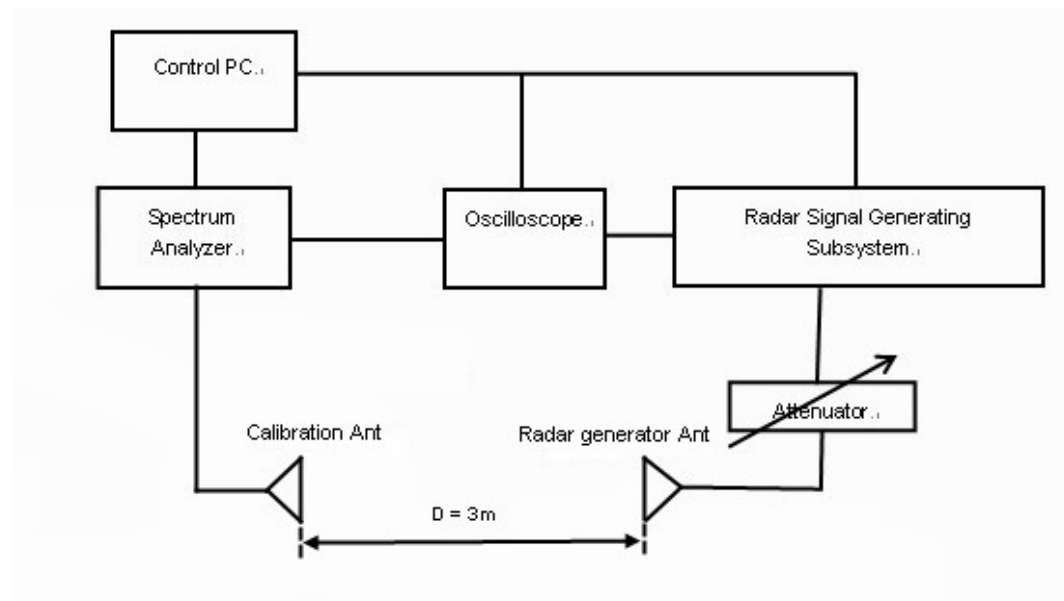 Control PC.
Spectrum
Analyzer.
Oscilloscope.
Radar Signal Generating
Subsystem.
Attenuator.
Calibration Ant
Radar generator Ant
D = 3m